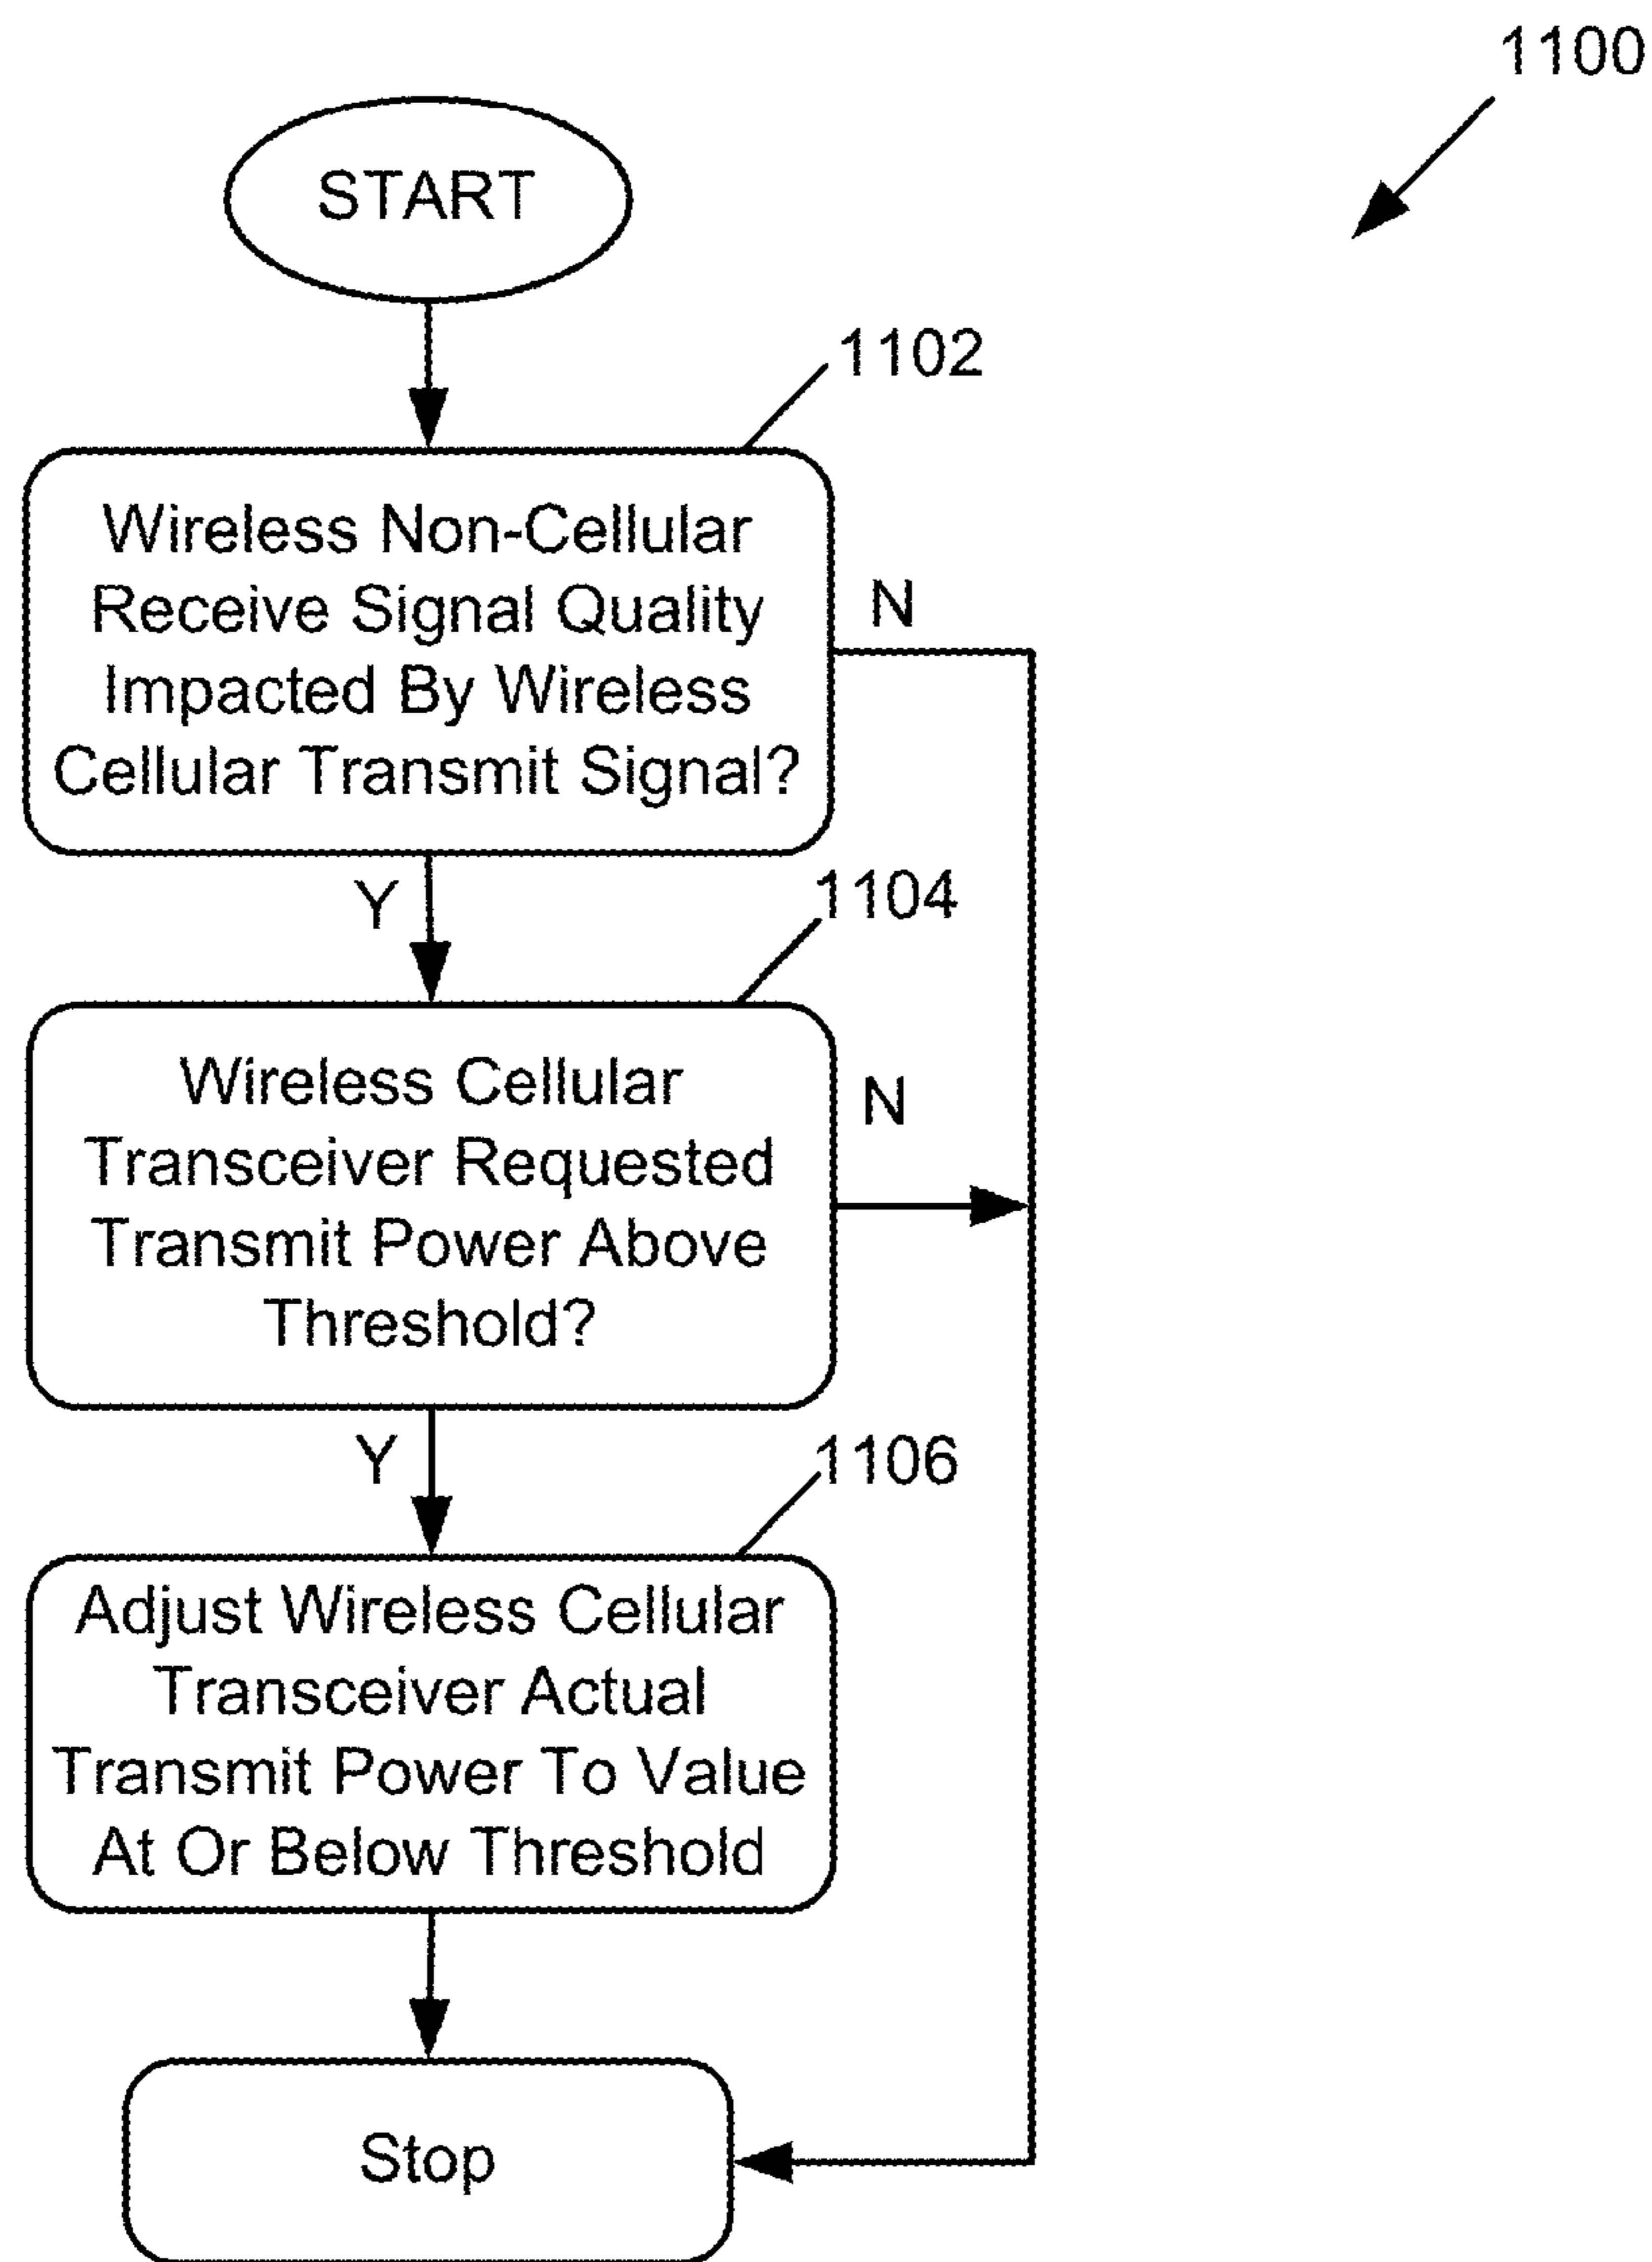 1100
START
1102
Wireless Non-Cellular
Receive Signal Quality
Impacted By Wireless
Cellular Transmit Signal?
N
Y
1104
Wireless Cellular
Transceiver Requested
Transmit Power Above
Threshold?
N
Y
1106
Adjust Wireless Cellular
Transceiver Actual
Transmit Power To Value
At Or Below Threshold
Stop